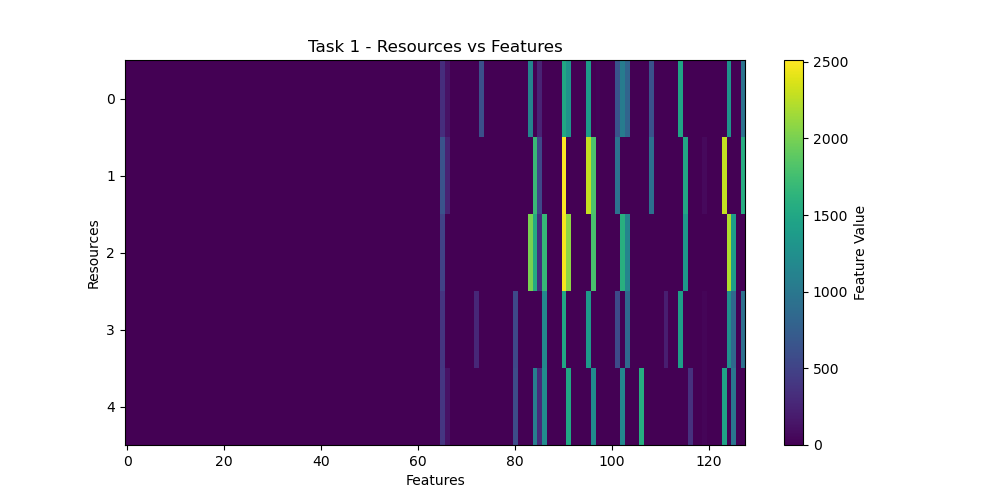 Task 1 - Resources vs Features
Resources
0
1
2
3
4
0 20 40 60 80 100 120
Features
2500
2000
1500
1000
500
0
Feature Value